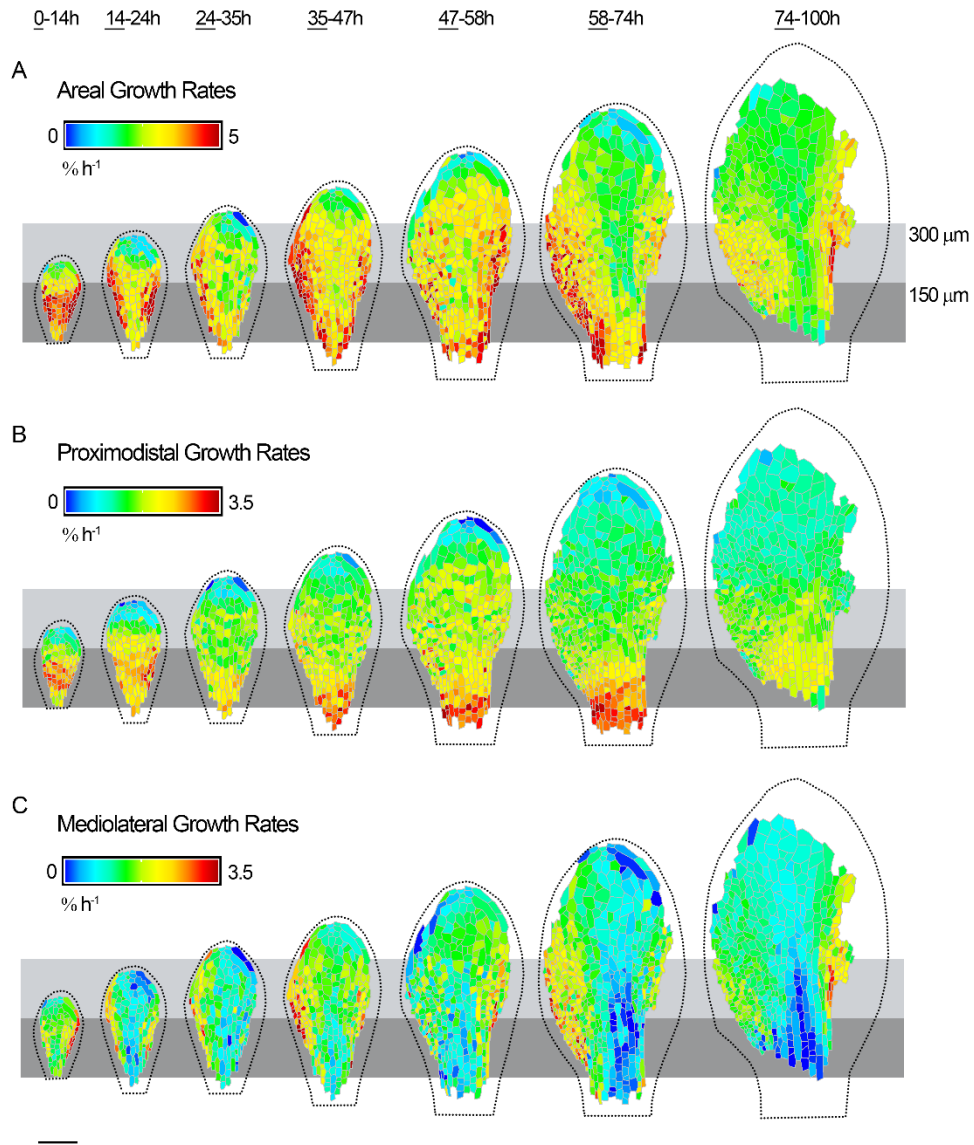 0-14h 14-24h 24-35h 35-47h 47-58h 58-74h 74-100h
A
Areal Growth Rates
0 5
% h-1
300 µm
150 µm
B
Proximodistal Growth Rates
0 3.5
% h-1
C
Mediolateral Growth Rates
0 3.5
% h-1